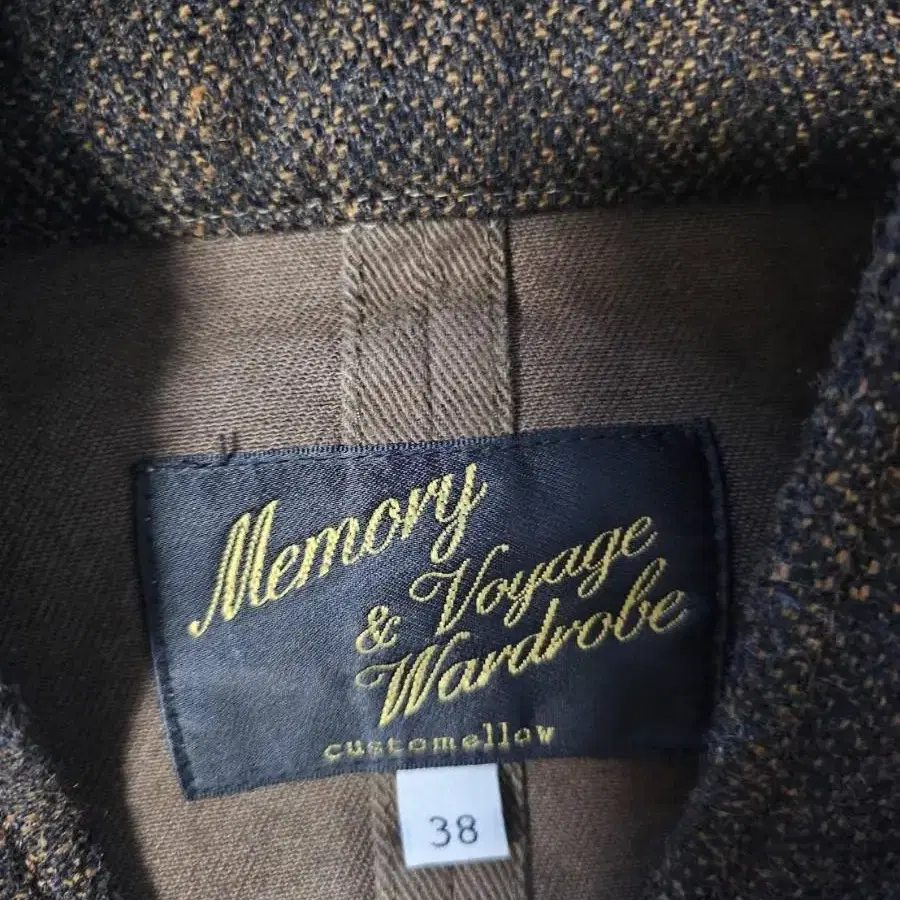 Memory
& Voyage
Wardrobe
customellow
38